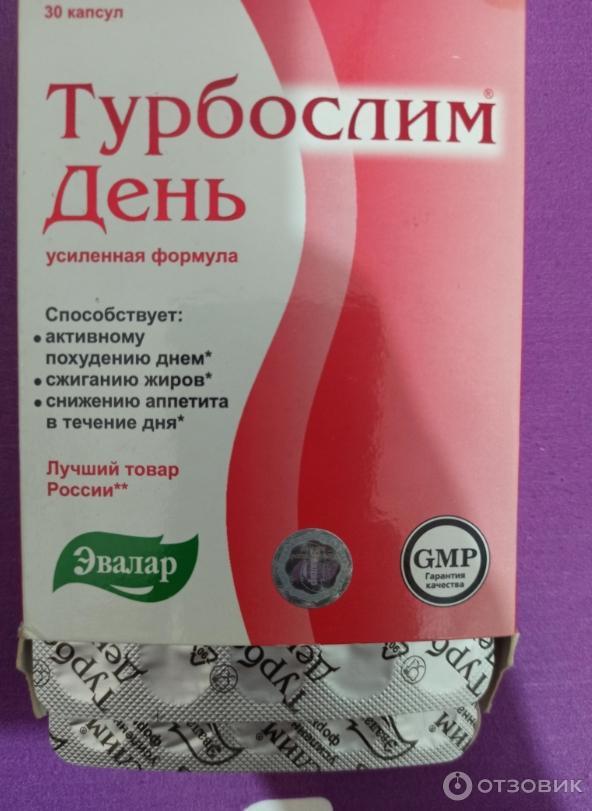 30 капсул
Турбослим®
День
усиленная формула
Способствует:
• активному
похудению днем*
• сжиганию жиров*
• снижению аппетита
в течение дня*
Лучший товар
России**
Эвалар
GMP
Гарантия
качества
ОТЗОВИК